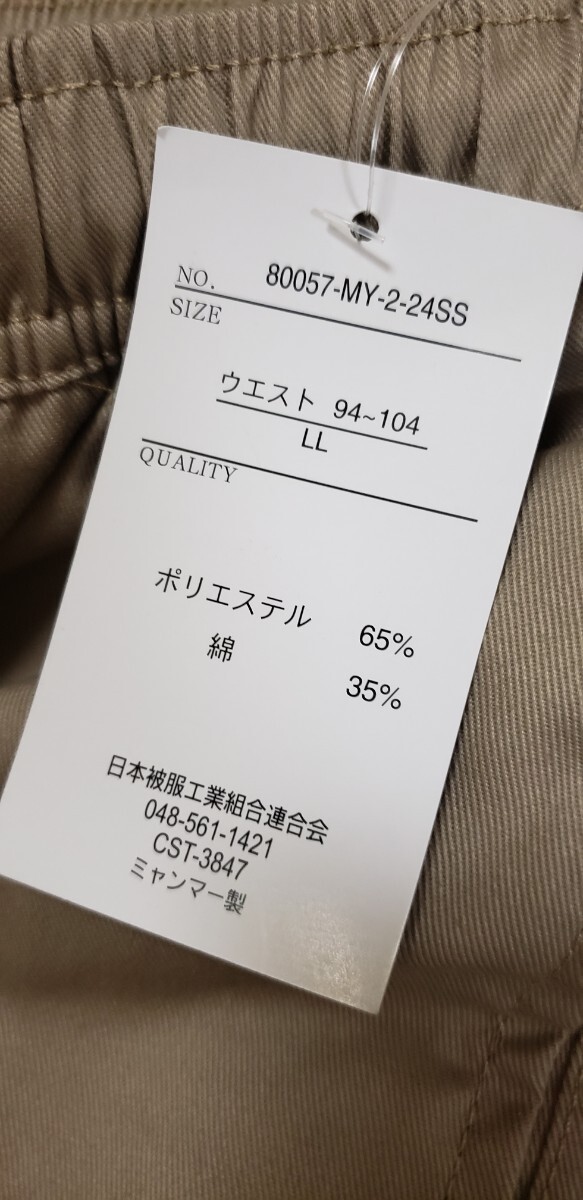 NO. 80057-MY-2-24SS
SIZE
ウエスト 94~104
LL
QUALITY
ポリエステル 65%
綿 35%
日本被服工業組合連合会
048-561-1421
CST-3847
ミャンマー製